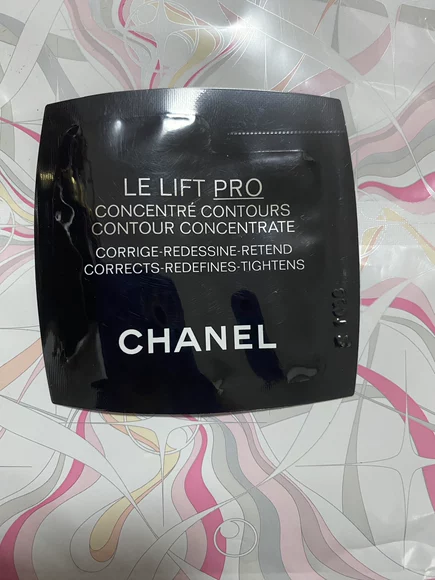 LE LIFT PRO
CONCENTRÉ CONTOURS
CONTOUR CONCENTRATE
CORRIGE-REDESSINE-RETEND
CORRECTS-REDEFINES-TIGHTENS
CHANEL